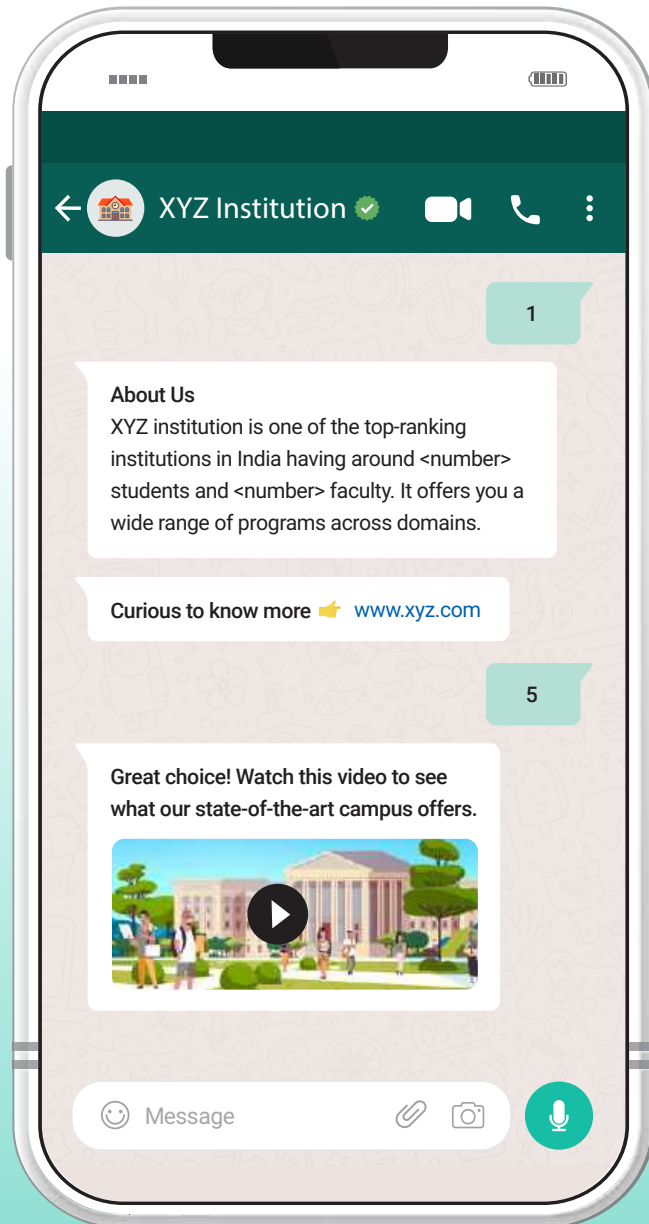 XYZ Institution
1
About Us
XYZ institution is one of the top-ranking
institutions in India having around <number>
students and <number> faculty. It offers you a
wide range of programs across domains.
Curious to know more 👉 www.xyz.com
5
Great choice! Watch this video to see
what our state-of-the-art campus offers.
Message